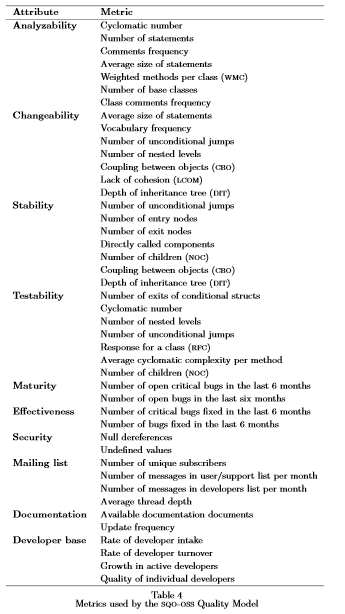 Attribute Metric
Analyzability Cyclomatic number
Number of statements
Comments frequency
Average size of statements
Weighted methods per class (WMC)
Number of base classes
Class comments frequency
Changeability Average size of statements
Vocabulary frequency
Number of unconditional jumps
Number of nested levels
Coupling between objects (CBO)
Lack of cohesion (LCOM)
Depth of inheritance tree (DIT)
Stability Number of unconditional jumps
Number of entry nodes
Number of exit nodes
Directly called components
Number of children (NOC)
Coupling between objects (CBO)
Depth of inheritance tree (DIT)
Testability Number of exits of conditional structs
Cyclomatic number
Number of nested levels
Number of unconditional jumps
Response for a class (RFC)
Average cyclomatic complexity per method
Number of children (NOC)
Maturity Number of open critical bugs in the last 6 months
Number of open bugs in the last six months
Effectiveness Number of critical bugs fixed in the last 6 months
Number of bugs fixed in the last 6 months
Security Null dereferences
Undefined values
Mailing list Number of unique subscribers
Number of messages in user/support list per month
Number of messages in developers list per month
Average thread depth
Documentation Available documentation documents
Update frequency
Developer base Rate of developer intake
Rate of developer turnover
Growth in active developers
Quality of individual developers
Table 4
Metrics used by the SQO-OSS Quality Model